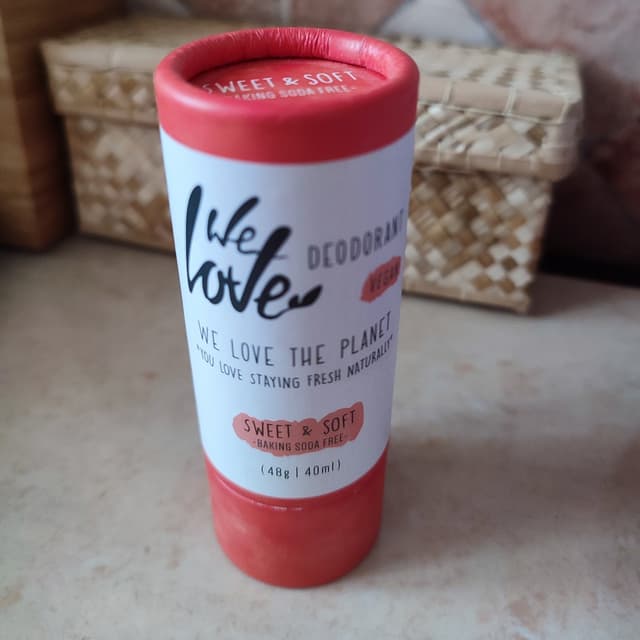 SWEET & SOFT
-BAKING SODA FREE-
We
love
DEODORANT
VEGAN
WE LOVE THE PLANET
"YOU LOVE STAYING FRESH NATURALLY"
SWEET & SOFT
-BAKING SODA FREE-
(48g | 40ml)